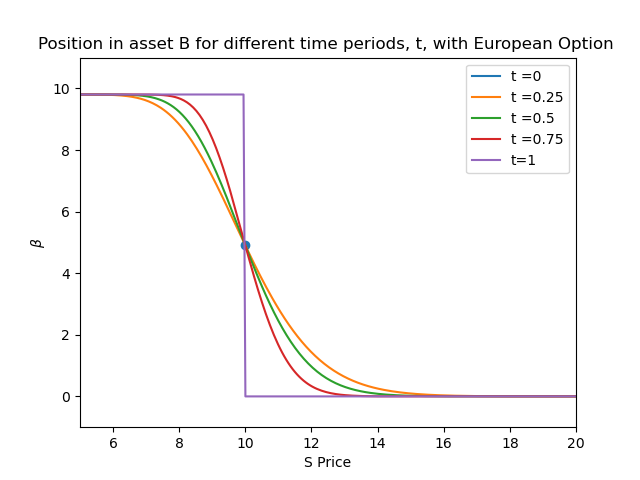 Position in asset B for different time periods, t, with European Option
t =0
t =0.25
t =0.5
t =0.75
t=1
10
8
6
4
2
0
β
6 8 10 12 14 16 18 20
S Price